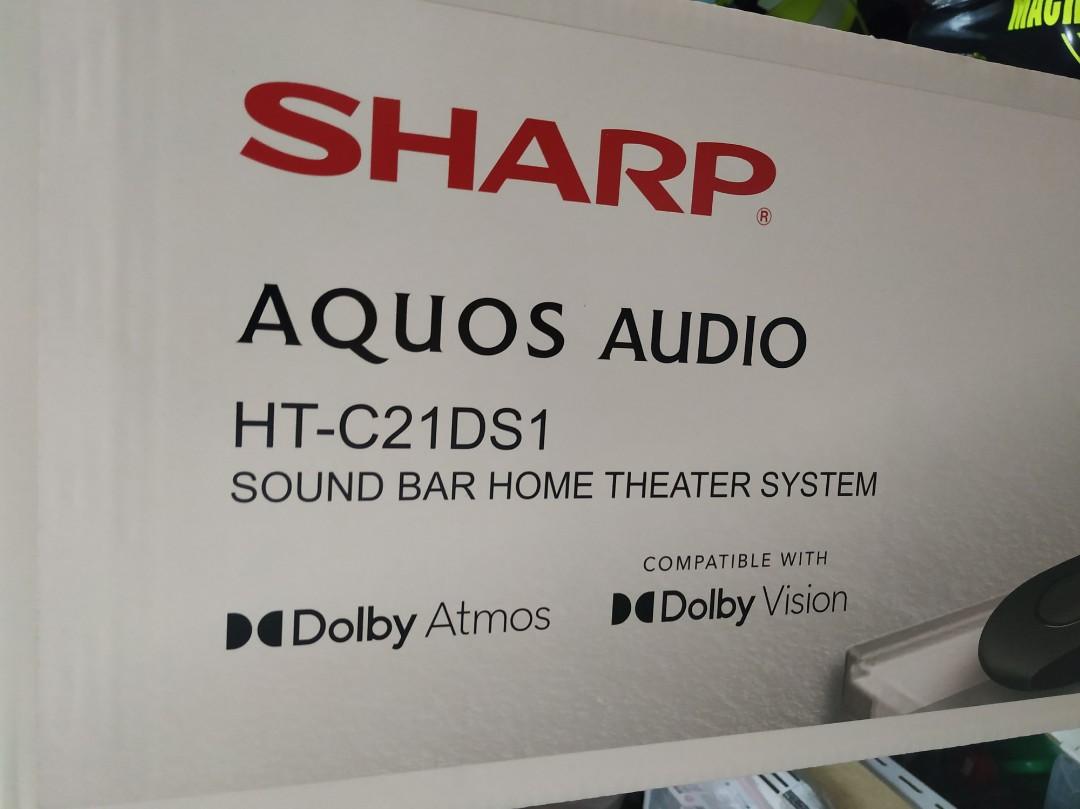 SHARP®
AQUOS AUDIO
HT-C21DS1
SOUND BAR HOME THEATER SYSTEM
COMPATIBLE WITH
Dolby Atmos
Dolby Vision